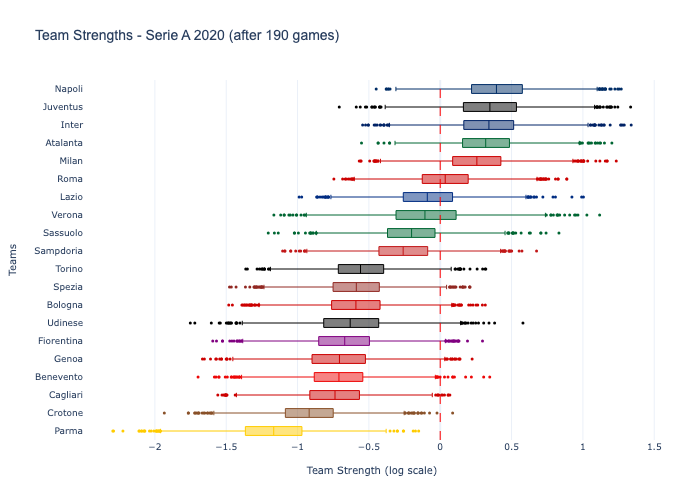 Team Strengths - Serie A 2020 (after 190 games)
Napoli
Juventus
Inter
Atalanta
Milan
Roma
Lazio
Verona
Sassuolo
Sampdoria
Torino
Spezia
Bologna
Udinese
Fiorentina
Genoa
Benevento
Cagliari
Crotone
Parma
Teams
−2
−1.5
−1
−0.5
0
0.5
1
1.5
Team Strength (log scale)